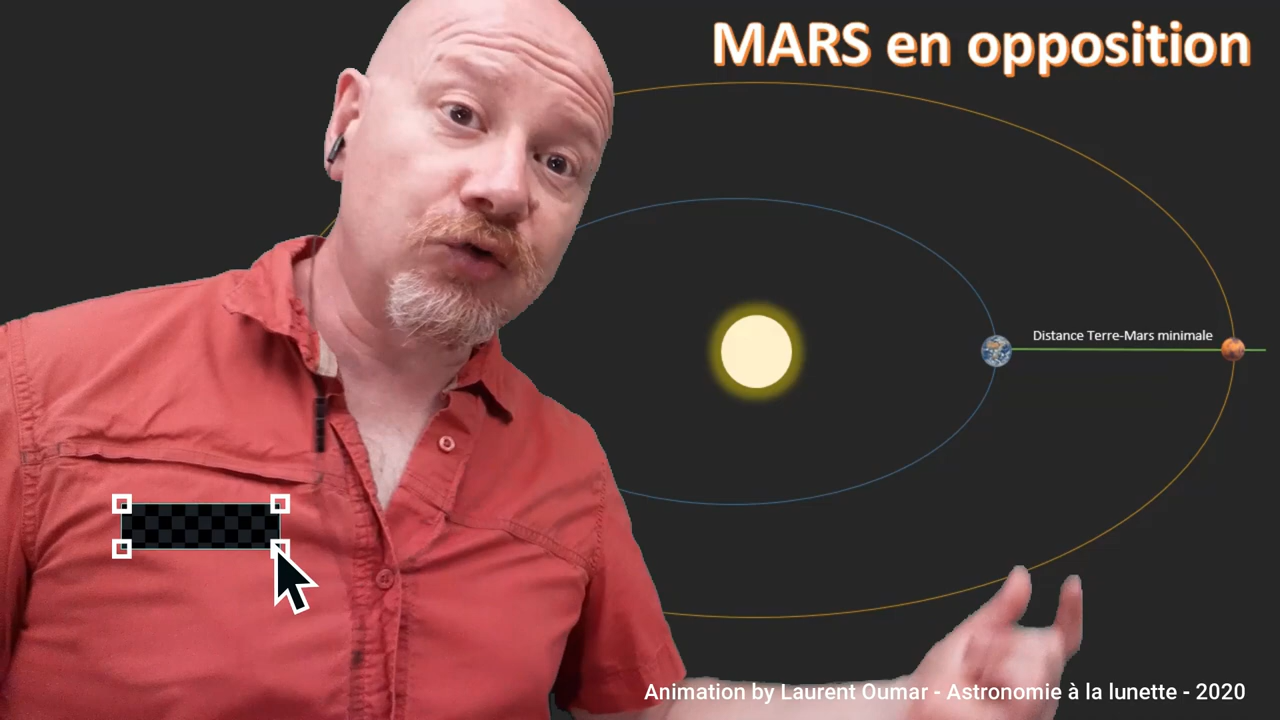 MARS en opposition
Distance Terre-Mars minimale
Animation by Laurent Oumar - Astronomie à la lunette - 2020